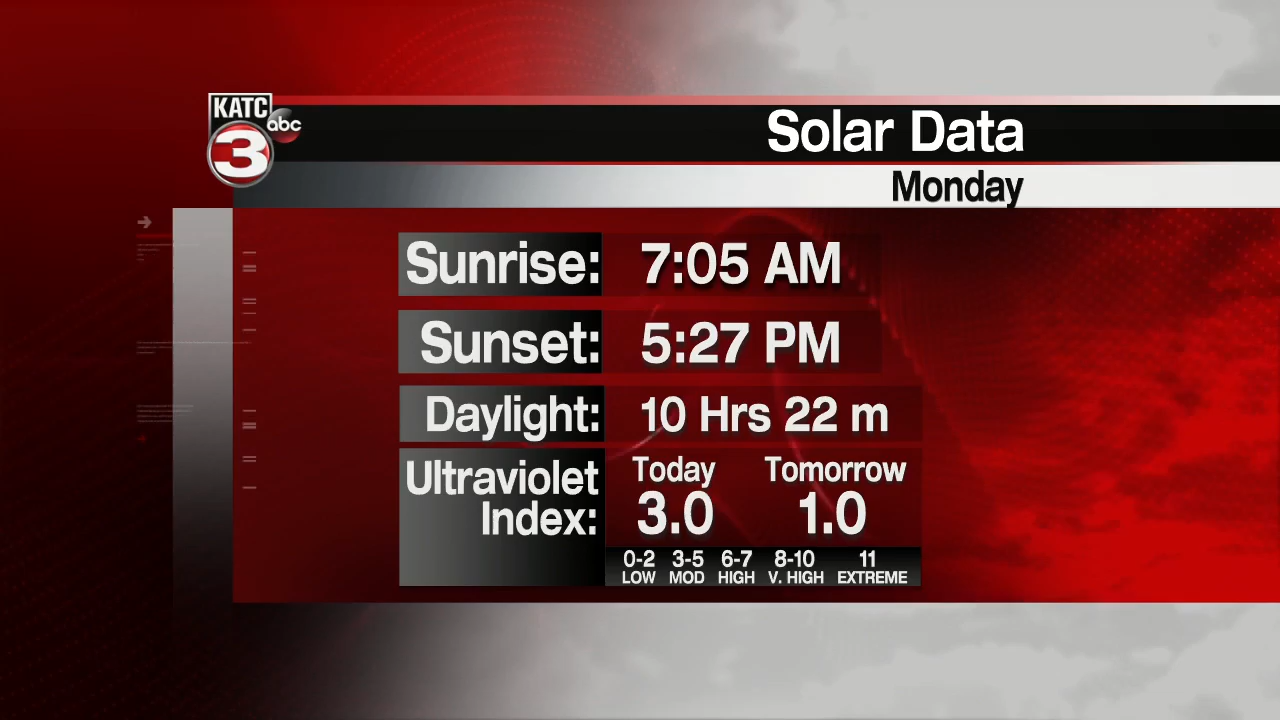 KATC
abc
3
Solar Data
Monday
Sunrise: 7:05 AM
Sunset: 5:27 PM
Daylight: 10 Hrs 22 m
Ultraviolet Index:
Today Tomorrow
3.0 1.0
0-2 3-5 6-7 8-10 11
LOW MOD HIGH V. HIGH EXTREME